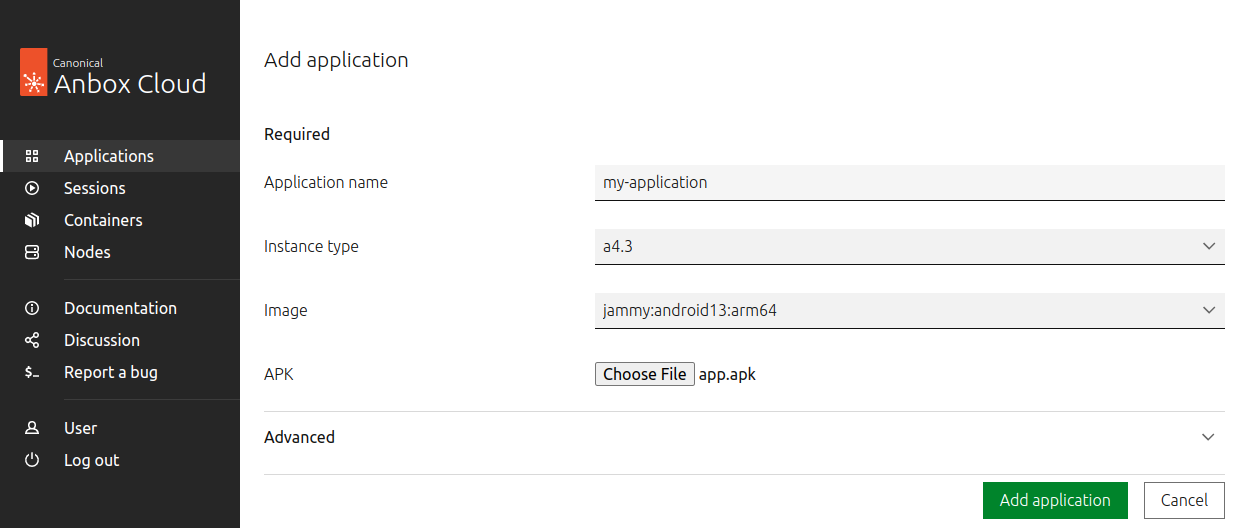 Canonical
Anbox Cloud
Applications
Sessions
Containers
Nodes
Documentation
Discussion
Report a bug
User
Log out
Add application
Required
Application name my-application
Instance type a4.3
Image jammy:android13:arm64
APK Choose File app.apk
Advanced
Add application Cancel